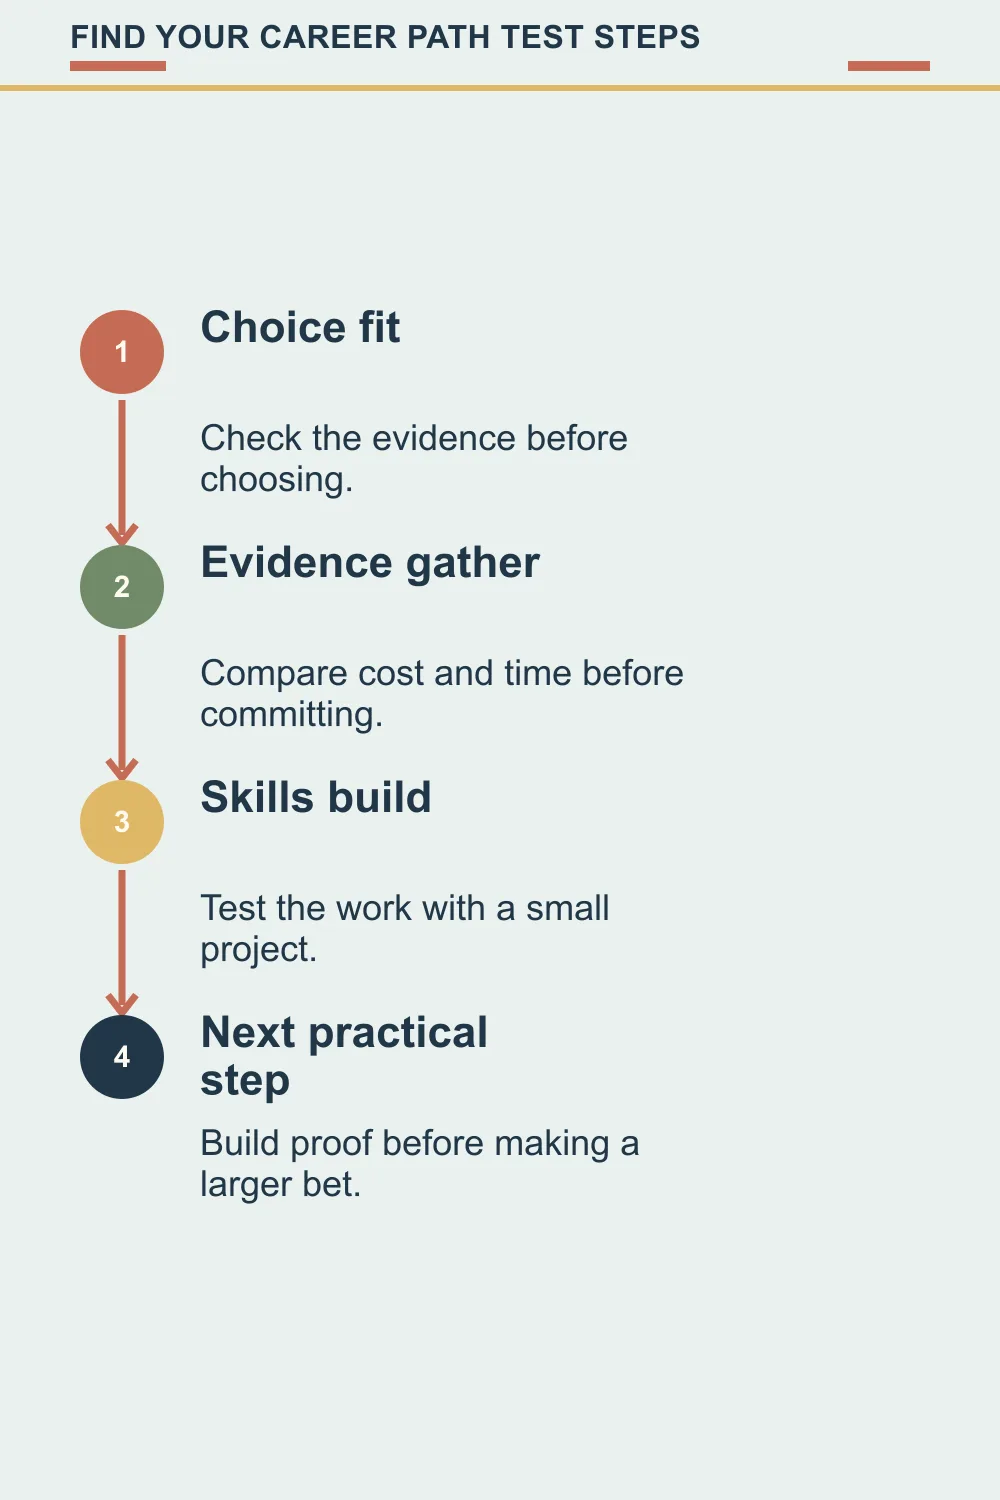 FIND YOUR CAREER PATH TEST STEPS
1
Choice fit
Check the evidence before
choosing.
2
Evidence gather
Compare cost and time before
committing.
3
Skills build
Test the work with a small
project.
4
Next practical
step
Build proof before making a
larger bet.